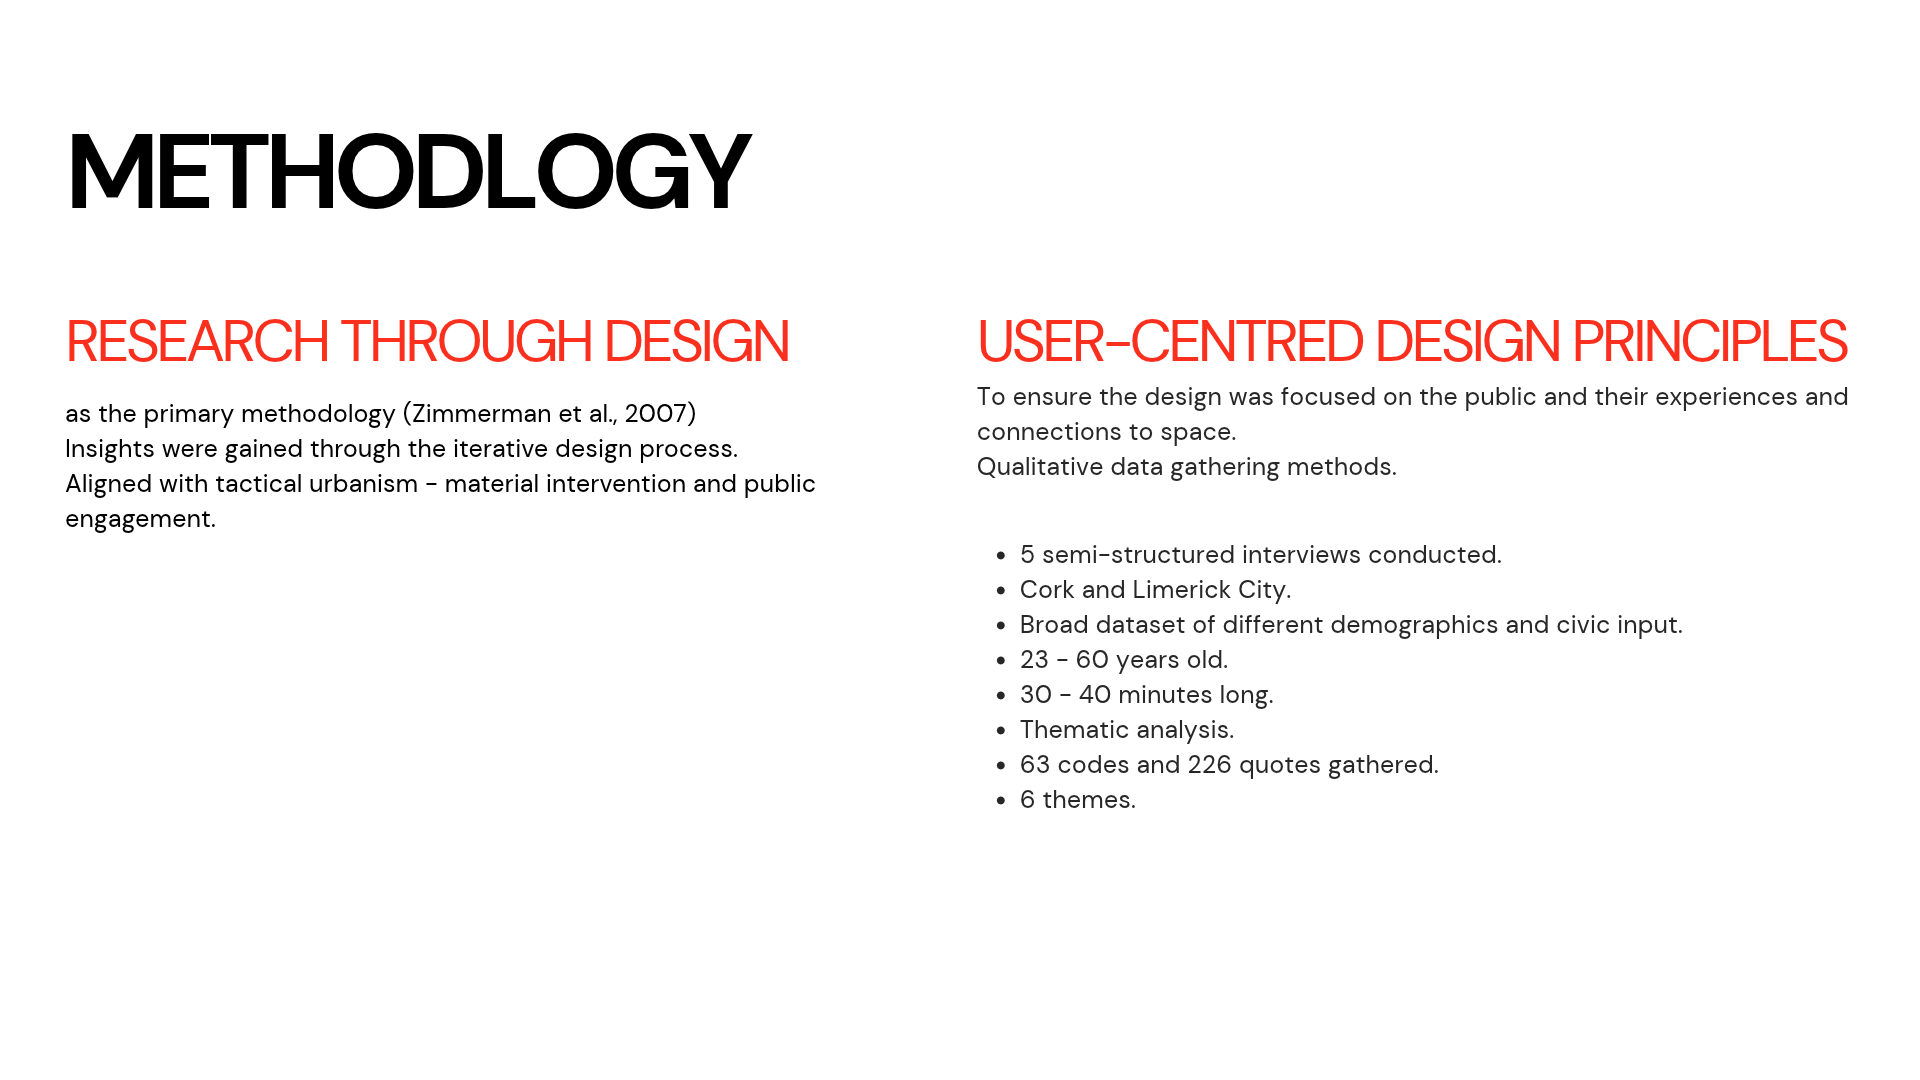 METHODLOGY
RESEARCH THROUGH DESIGN
as the primary methodology (Zimmerman et al., 2007)
Insights were gained through the iterative design process.
Aligned with tactical urbanism - material intervention and public
engagement.
USER-CENTRED DESIGN PRINCIPLES
To ensure the design was focused on the public and their experiences and
connections to space.
Qualitative data gathering methods.
• 5 semi-structured interviews conducted.
• Cork and Limerick City.
• Broad dataset of different demographics and civic input.
• 23 - 60 years old.
• 30 - 40 minutes long.
• Thematic analysis.
• 63 codes and 226 quotes gathered.
• 6 themes.